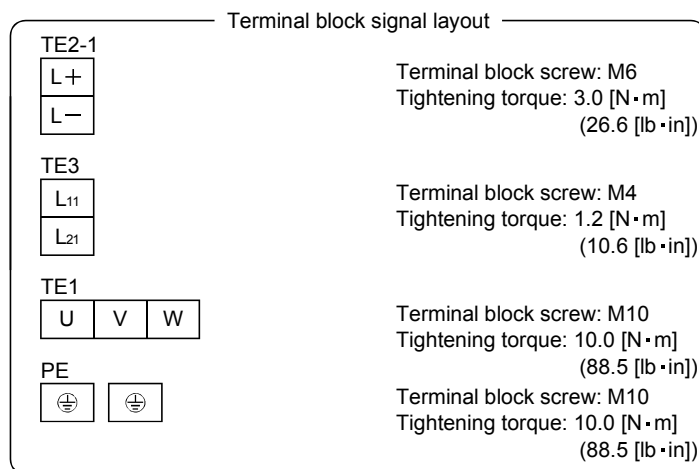 Terminal block signal layout
TE2-1
L+
L−
Terminal block screw: M6
Tightening torque: 3.0 [N･m]
(26.6 [lb･in])
TE3
L11
L21
Terminal block screw: M4
Tightening torque: 1.2 [N･m]
(10.6 [lb･in])
TE1
U V W
Terminal block screw: M10
Tightening torque: 10.0 [N･m]
(88.5 [lb･in])
PE
Terminal block screw: M10
Tightening torque: 10.0 [N･m]
(88.5 [lb･in])